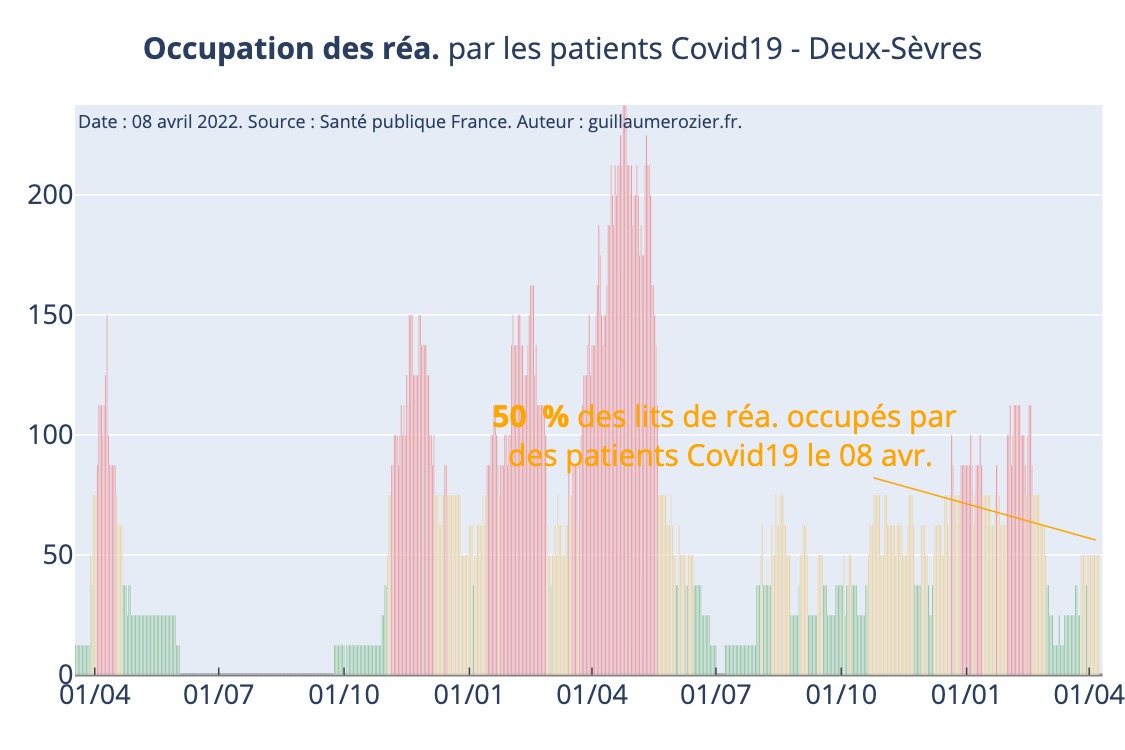 Occupation des réa. par les patients Covid19 - Deux-Sèvres
Date : 08 avril 2022. Source : Santé publique France. Auteur : guillaumerozier.fr.
200
150
50 % des lits de réa. occupés par
100
des patients Covid19 le 08 avr.
50
0
01/04 01/07 01/10 01/01 01/04 01/07 01/10 01/01 01/04